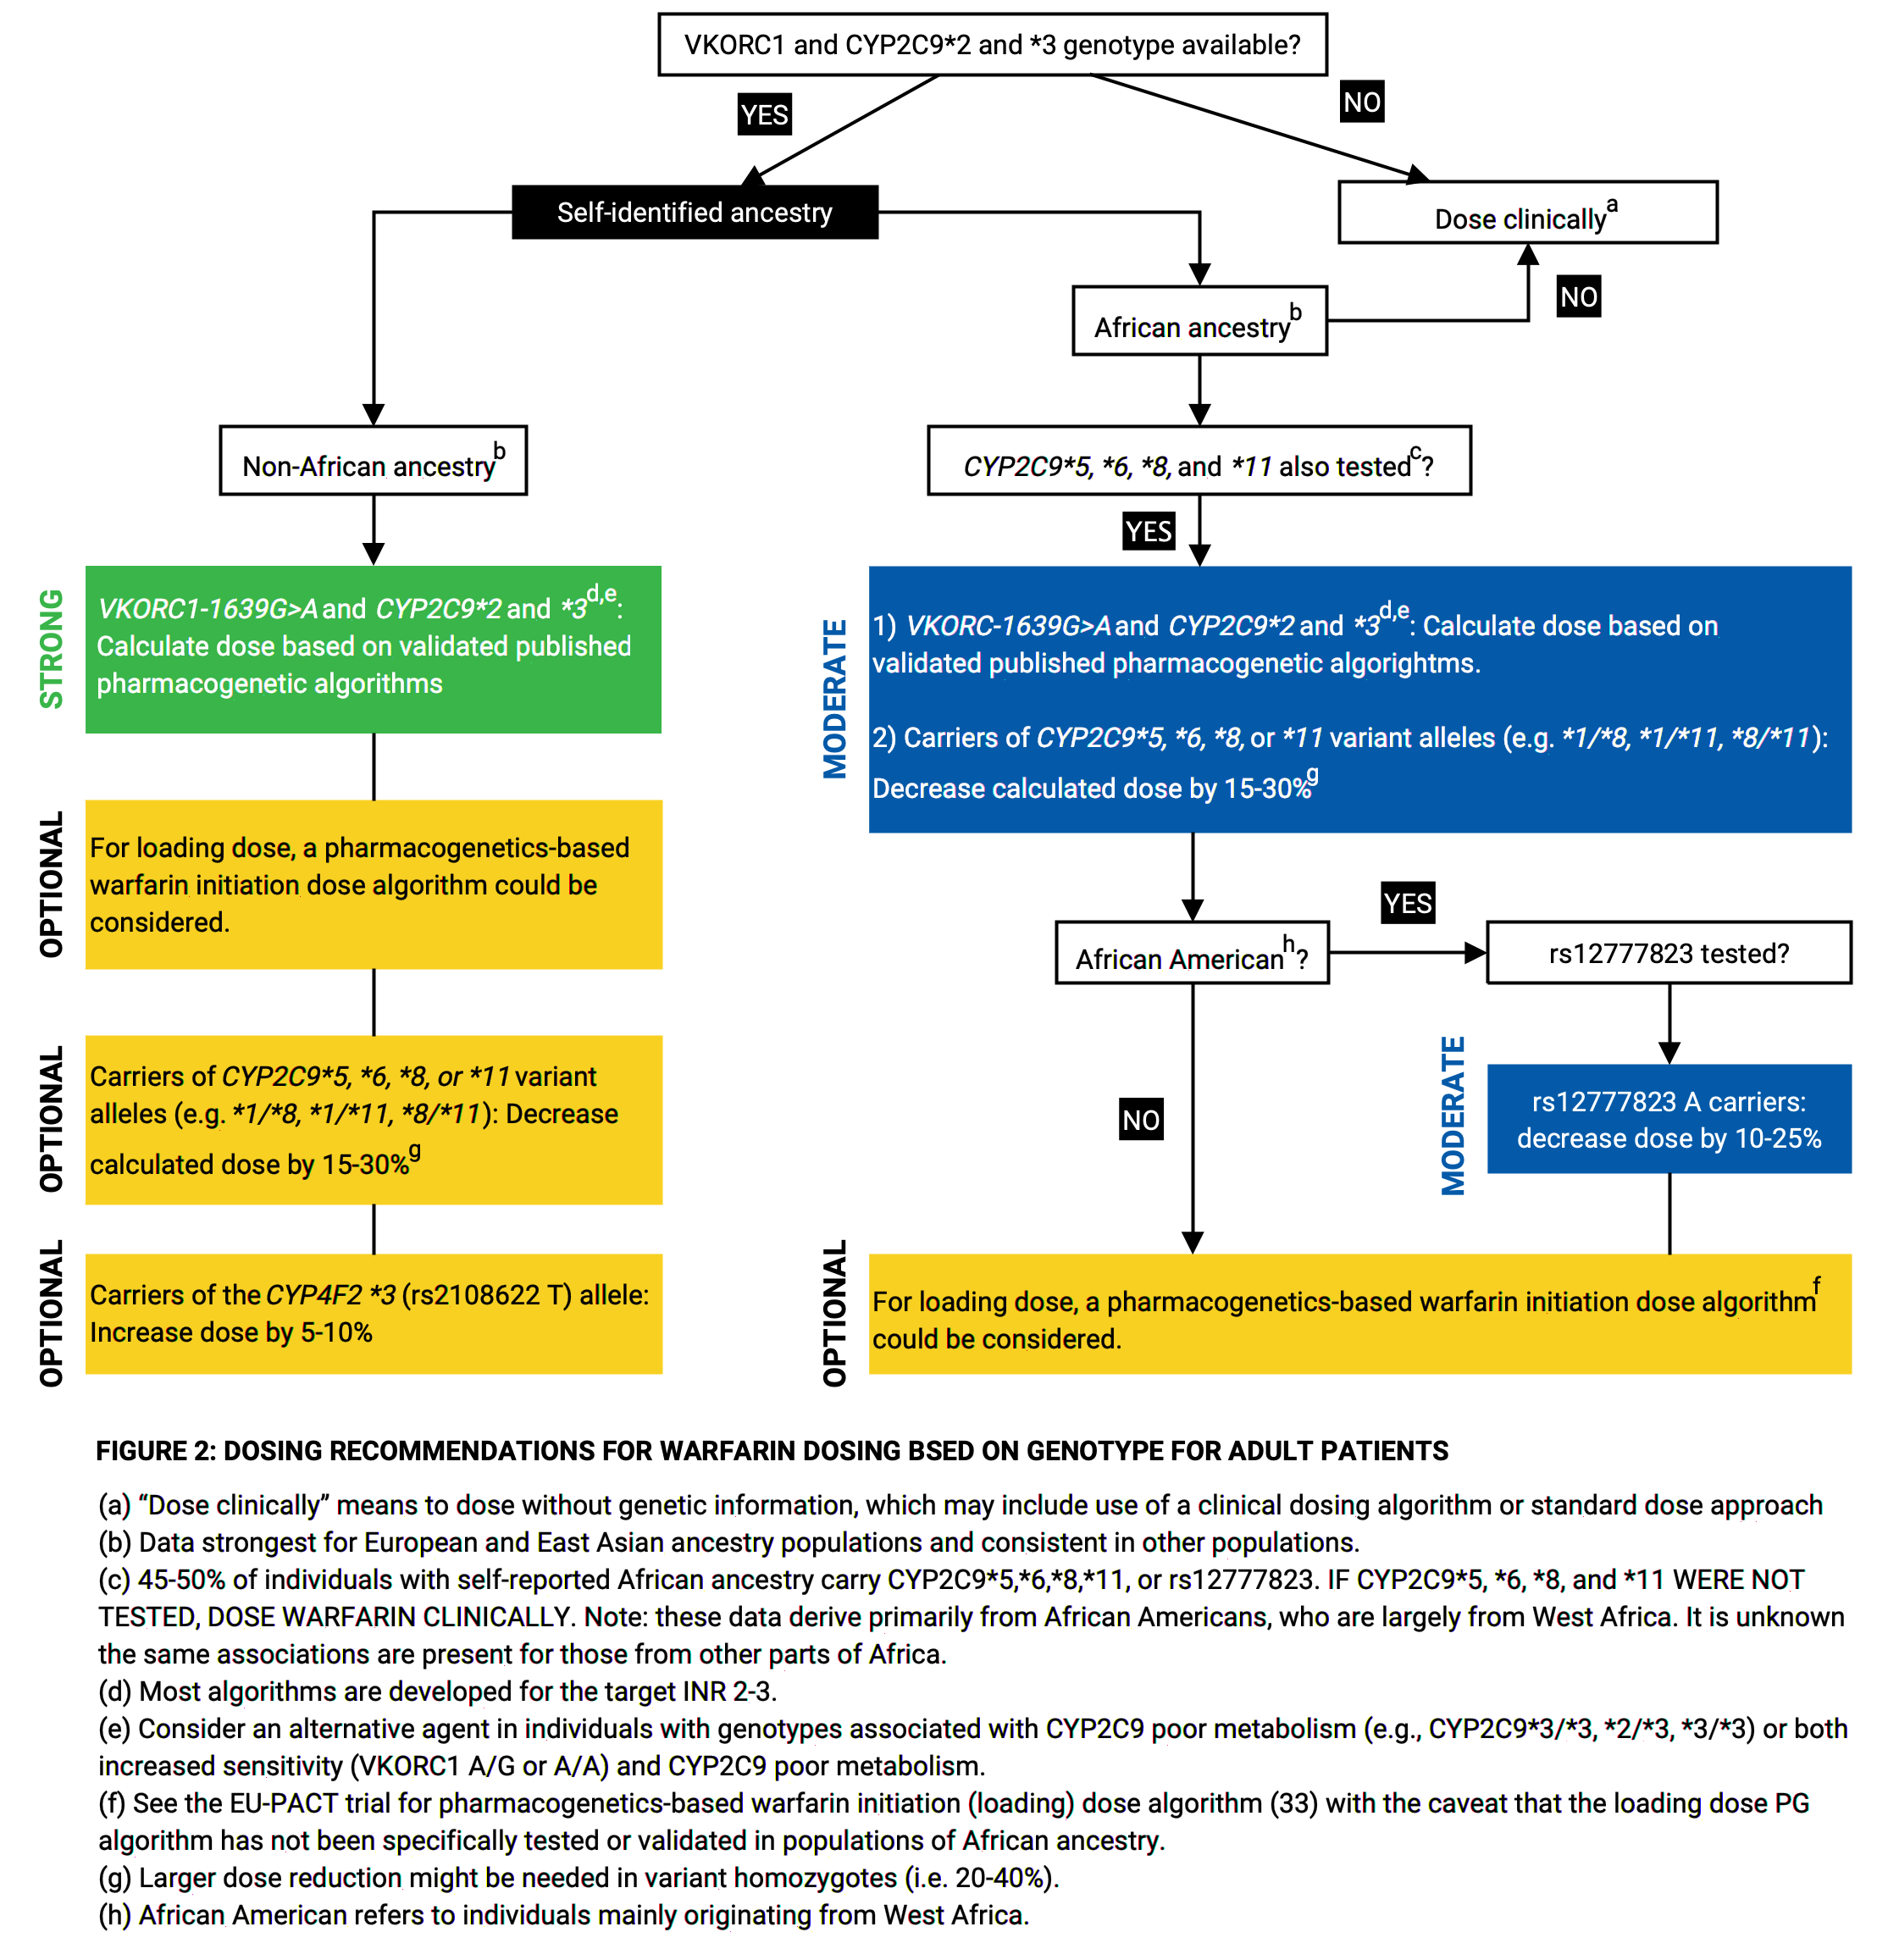 VKORC1 and CYP2C9*2 and *3 genotype available?
YES
NO
Self-identified ancestry
Dose clinically^a
NO
African ancestry^b
Non-African ancestry^b
CYP2C9*5, *6, *8, and *11 also tested^c?
YES
STRONG
VKORC1-1639G>A and CYP2C9*2 and *3^d,e:
Calculate dose based on validated published
pharmacogenetic algorithms
MODERATE
1) VKORC-1639G>A and CYP2C9*2 and *3^d,e: Calculate dose based on
validated published pharmacogenetic algorightms.
2) Carriers of CYP2C9*5, *6, *8, or *11 variant alleles (e.g. *1/*8, *1/*11, *8/*11):
Decrease calculated dose by 15-30%^g
OPTIONAL
For loading dose, a pharmacogenetics-based
warfarin initiation dose algorithm could be
considered.
African American^h?
YES
rs12777823 tested?
OPTIONAL
Carriers of CYP2C9*5, *6, *8, or *11 variant
alleles (e.g. *1/*8, *1/*11, *8/*11): Decrease
calculated dose by 15-30%^g
NO
MODERATE
rs12777823 A carriers:
decrease dose by 10-25%
OPTIONAL
Carriers of the CYP4F2 *3 (rs2108622 T) allele:
Increase dose by 5-10%
OPTIONAL
For loading dose, a pharmacogenetics-based warfarin initiation dose algorithm^f
could be considered.
FIGURE 2: DOSING RECOMMENDATIONS FOR WARFARIN DOSING BSED ON GENOTYPE FOR ADULT PATIENTS
(a) “Dose clinically” means to dose without genetic information, which may include use of a clinical dosing algorithm or standard dose approach
(b) Data strongest for European and East Asian ancestry populations and consistent in other populations.
(c) 45-50% of individuals with self-reported African ancestry carry CYP2C9*5,*6,*8,*11, or rs12777823. IF CYP2C9*5, *6, *8, and *11 WERE NOT
TESTED, DOSE WARFARIN CLINICALLY. Note: these data derive primarily from African Americans, who are largely from West Africa. It is unknown
the same associations are present for those from other parts of Africa.
(d) Most algorithms are developed for the target INR 2-3.
(e) Consider an alternative agent in individuals with genotypes associated with CYP2C9 poor metabolism (e.g., CYP2C9*3/*3, *2/*3, *3/*3) or both
increased sensitivity (VKORC1 A/G or A/A) and CYP2C9 poor metabolism.
(f) See the EU-PACT trial for pharmacogenetics-based warfarin initiation (loading) dose algorithm (33) with the caveat that the loading dose PG
algorithm has not been specifically tested or validated in populations of African ancestry.
(g) Larger dose reduction might be needed in variant homozygotes (i.e. 20-40%).
(h) African American refers to individuals mainly originating from West Africa.